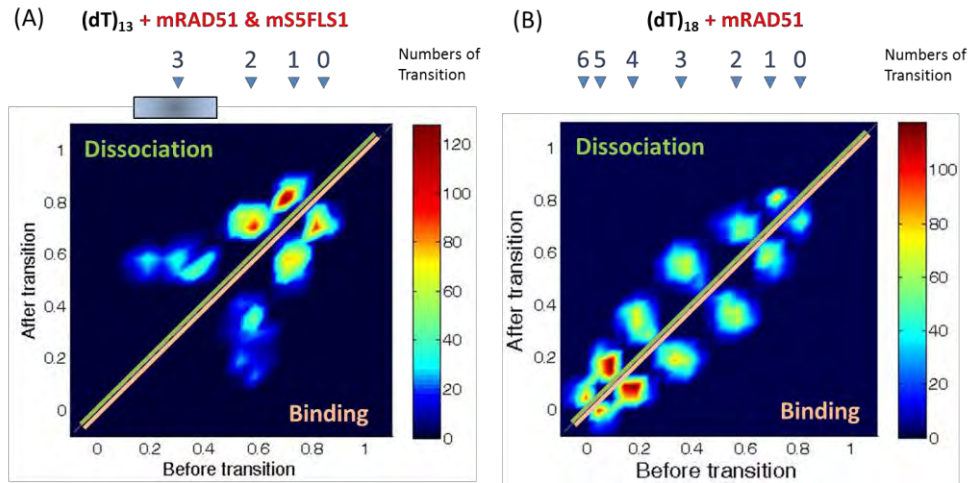 (A)
(dT)13 + mRAD51 & mS5FLS1
3 2 1 0
Numbers of
Transition
Dissociation
Binding
After transition
1
0.8
0.6
0.4
0.2
0
0 0.2 0.4 0.6 0.8 1
Before transition
120
100
80
60
40
20
0
(B)
(dT)18 + mRAD51
6 5 4 3 2 1 0
Numbers of
Transition
Dissociation
Binding
After transition
1
0.8
0.6
0.4
0.2
0
0 0.2 0.4 0.6 0.8 1
Before transition
100
80
60
40
20
0